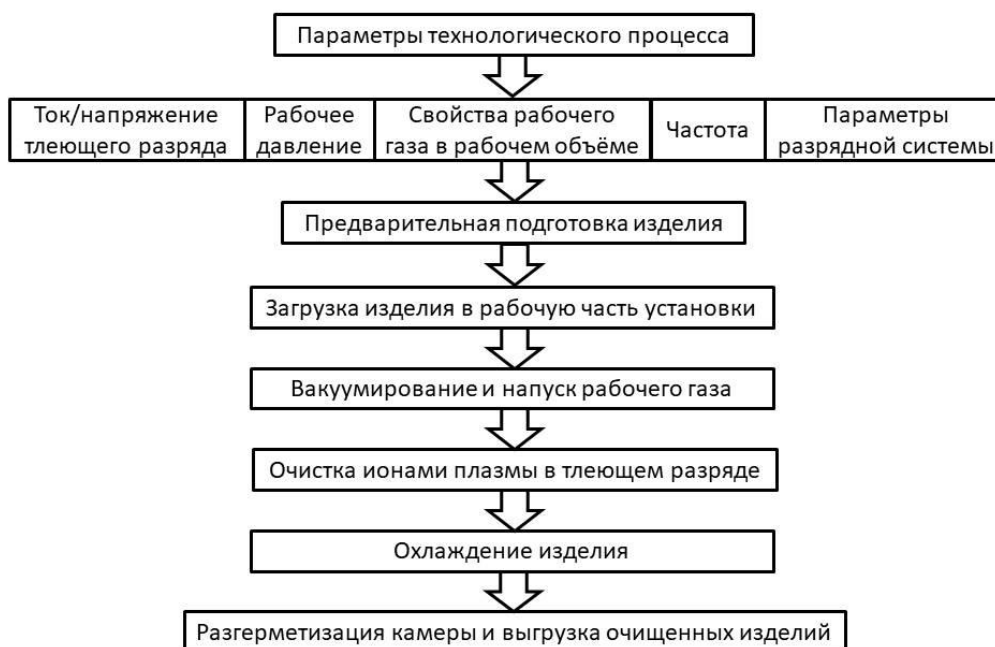 Параметры технологического процесса
Ток/напряжение
тлеющего разряда
Рабочее
давление
Свойства рабочего
газа в рабочем объёме
Частота
Параметры
разрядной системы
Предварительная подготовка изделия
Загрузка изделия в рабочую часть установки
Вакуумирование и напуск рабочего газа
Очистка ионами плазмы в тлеющем разряде
Охлаждение изделия
Разгерметизация камеры и выгрузка очищенных изделий